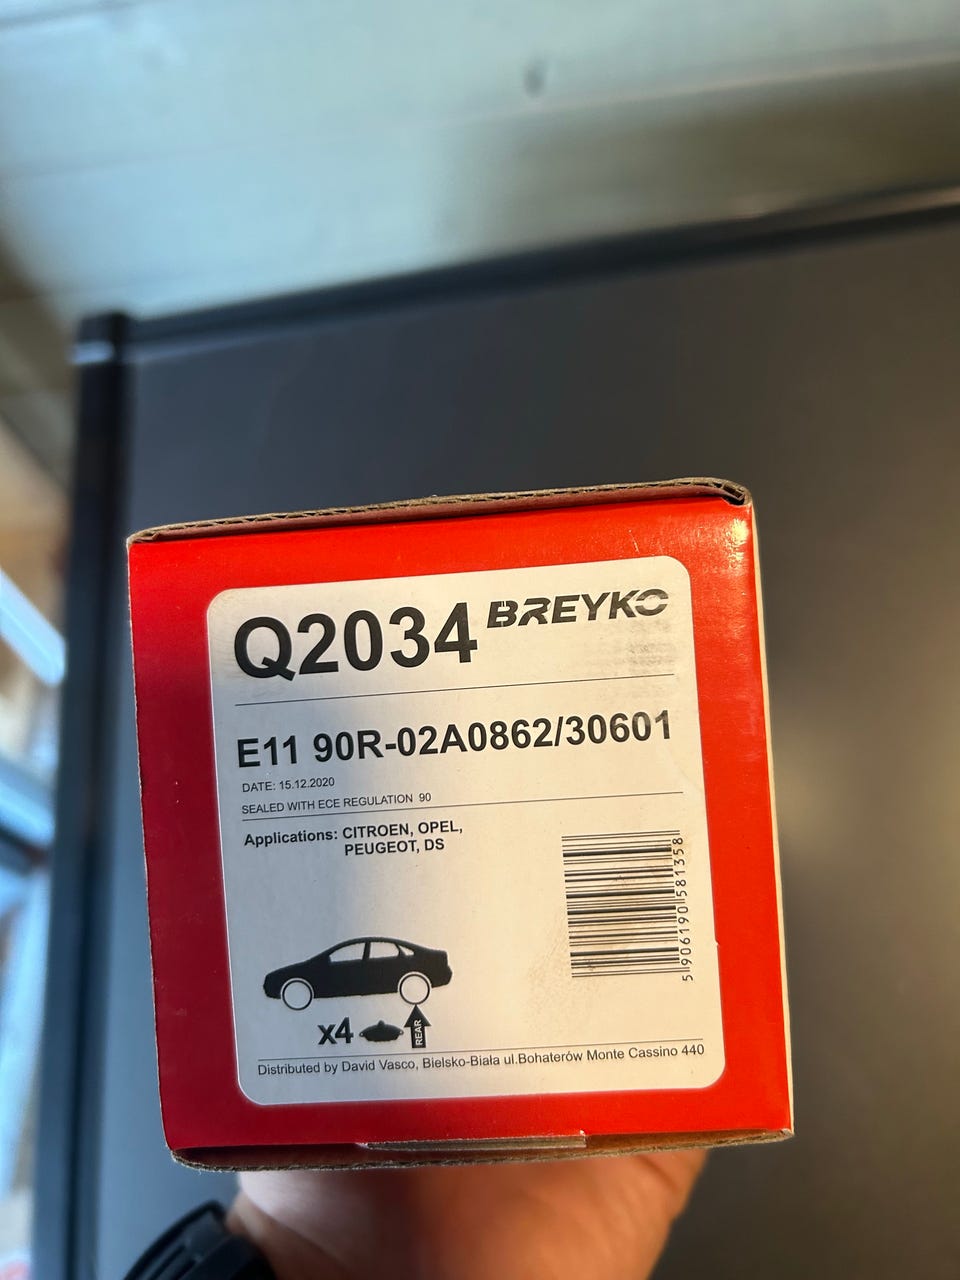 Q2034 BREYKO
E11 90R-02A0862/30601
DATE: 15.12.2020
SEALED WITH ECE REGULATION 90
Applications: CITROEN, OPEL,
PEUGEOT, DS
5 906190 581358
x4
REAR
Distributed by David Vasco, Bielsko-Biała ul.Bohaterów Monte Cassino 440